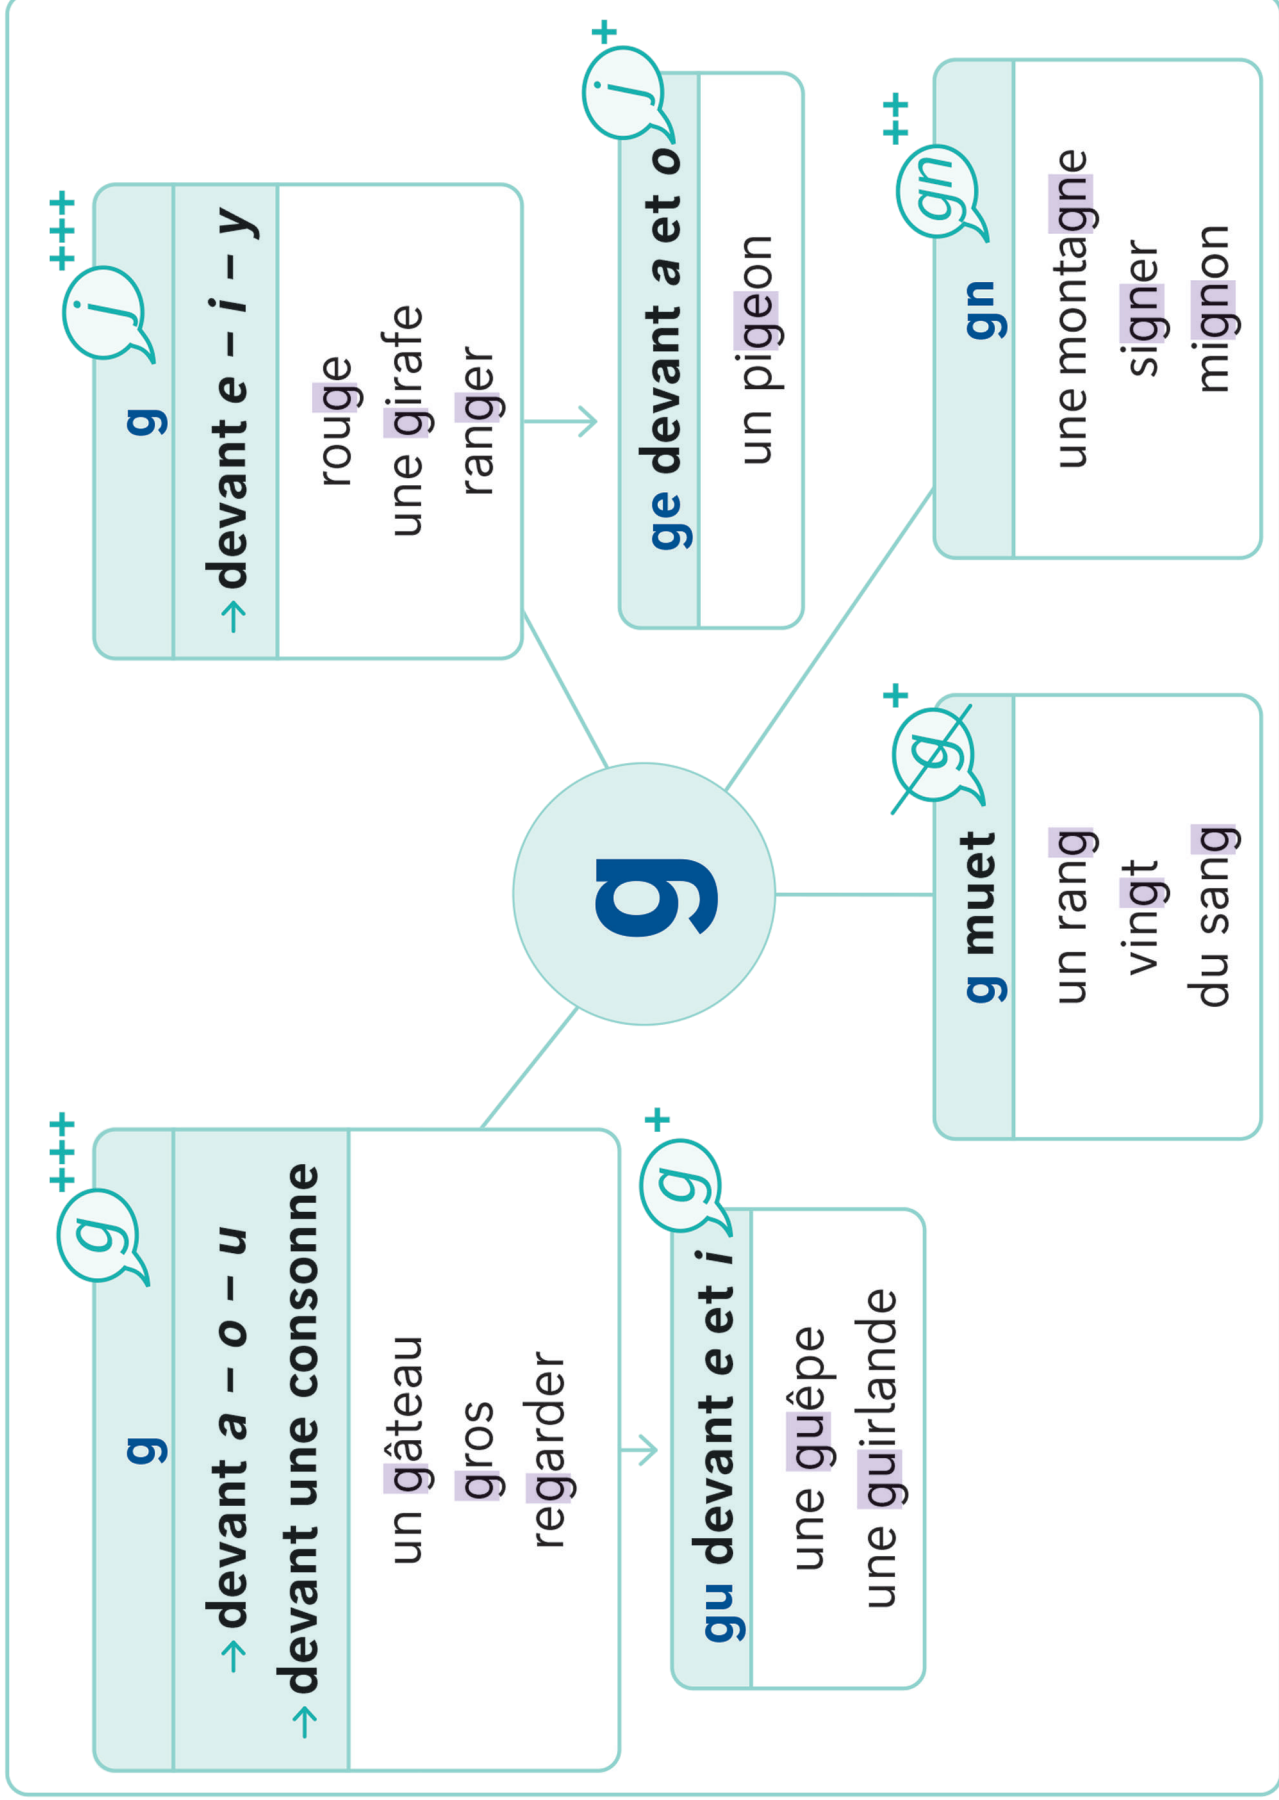 g
g
+++
→ devant a – o – u
→ devant une consonne
un gâteau
gros
regarder
gu devant e et i
g
+
une guêpe
une guirlande
g
j
+++
→ devant e – i – y
rouge
une girafe
ranger
ge devant a et o
j
+
un pigeon
g
g muet
g
+
un rang
vingt
du sang
gn
gn
++
une montagne
signer
mignon